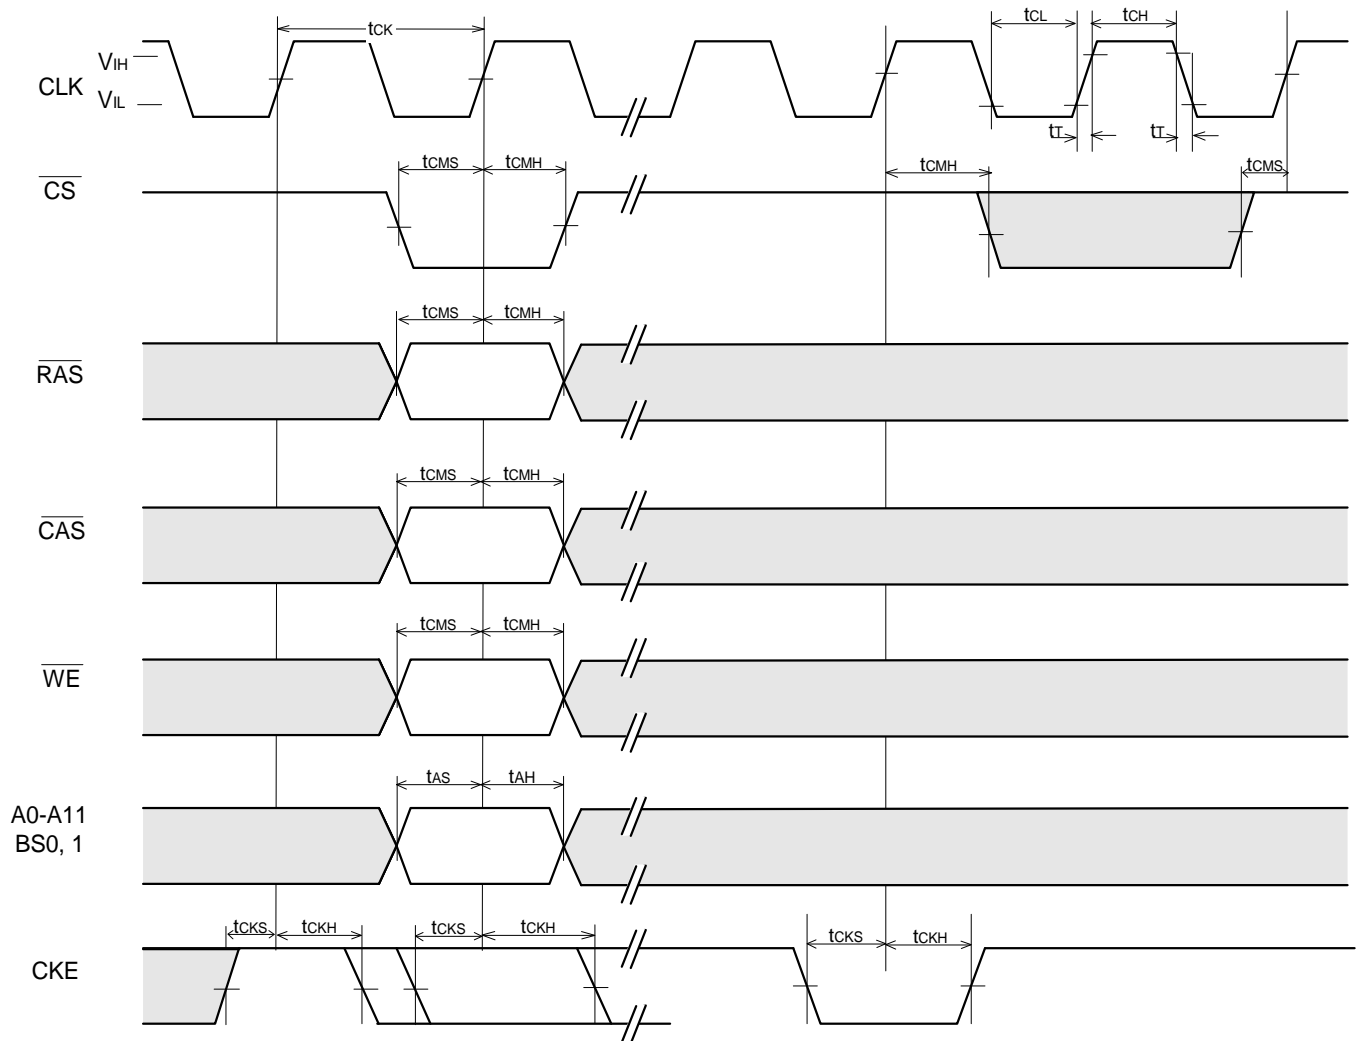 tCK
tCL
tCH
VIH
CLK
VIL
tT
tT
tCMS
tCMH
tCMH
tCMS
CS
tCMS
tCMH
RAS
tCMS
tCMH
CAS
tCMS
tCMH
WE
tAS
tAH
A0-A11
BS0, 1
tCKS
tCKH
tCKS
tCKH
tCKS
tCKH
CKE